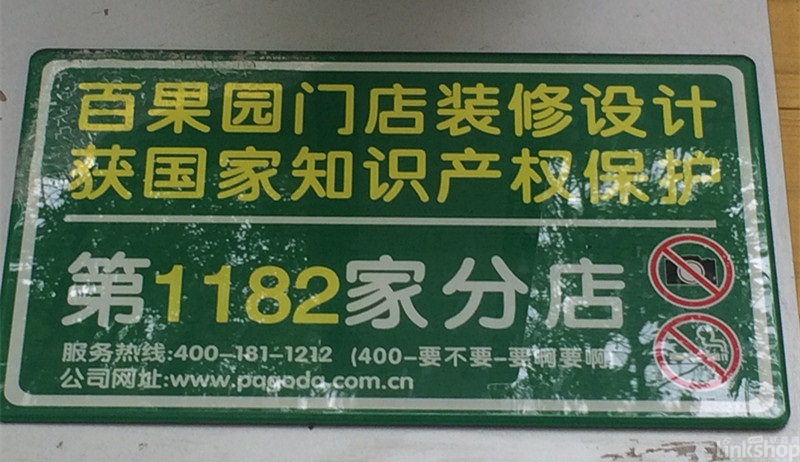 百果园门店装修设计
获国家知识产权保护
第1182家分店
服务热线:400-181-1212 (400-要不要-要啊要啊)
公司网址:www.pagoda.com.cn
linkshop